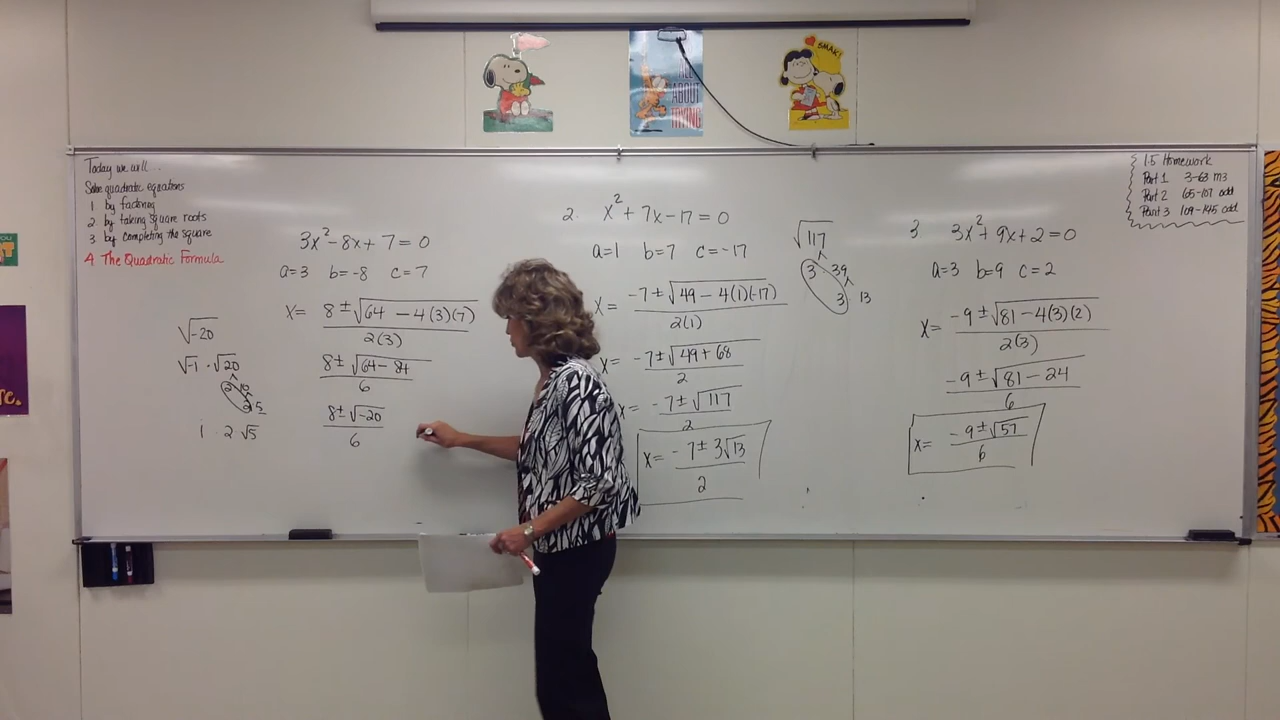 SMAK!
ALL
ABOUT
TRYING
Today we will...
Solve quadratic equations
1 by factoring
2 by taking square roots
3 by completing the square
4 The Quadratic Formula
3x²-8x+7=0
a=3 b=-8 c=7
x= 8±√64 -4(3)(7)
2(3)
8±√64-84
6
8±√-20
6
√-20
√-1 · √20
2 10
2 5
i · 2√5
2. x²+7x-17=0
a=1 b=7 c=-17
x= -7±√49-4(1)(-17)
2(1)
x= -7±√49+68
2
x= -7±√117
2
x= -7±3√13
2
√117
3 39
3 13
3 3x²+9x+2=0
a=3 b=9 c=2
x= -9±√81-4(3)(2)
2(3)
-9±√81-24
6
x= -9±√57
6
1.5 Homework
Part 1 3-63 m3
Part 2 65-107 odd
Part 3 109-145 odd